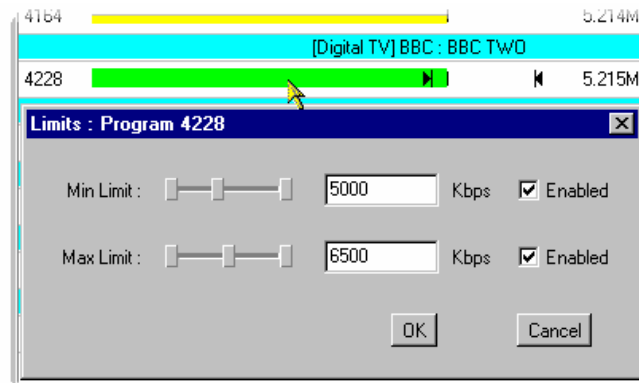 4164 5.214M
[Digital TV] BBC : BBC TWO
4228 5.215M
Limits : Program 4228
Min Limit : 5000 Kbps Enabled
Max Limit : 6500 Kbps Enabled
OK Cancel